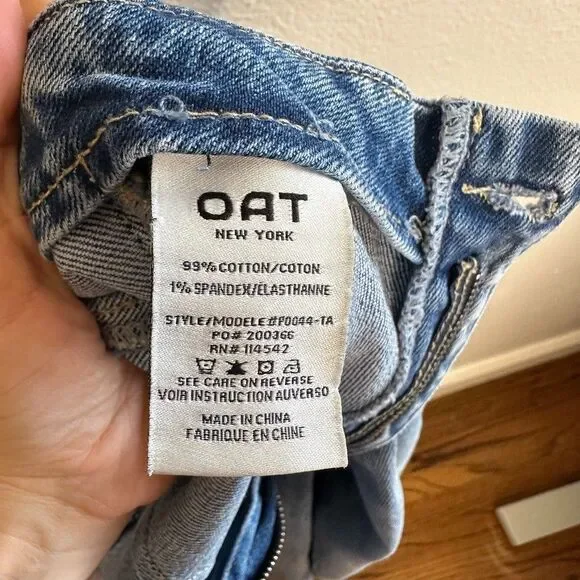 OAT
NEW YORK
99% COTTON/COTON
1% SPANDEX/ELASTHANNE
STYLE/MODELE #P0044-TA
PO# 200366
RN# 114542
SEE CARE ON REVERSE
VOIR INSTRUCTION AUVERSO
MADE IN CHINA
FABRIQUE EN CHINE